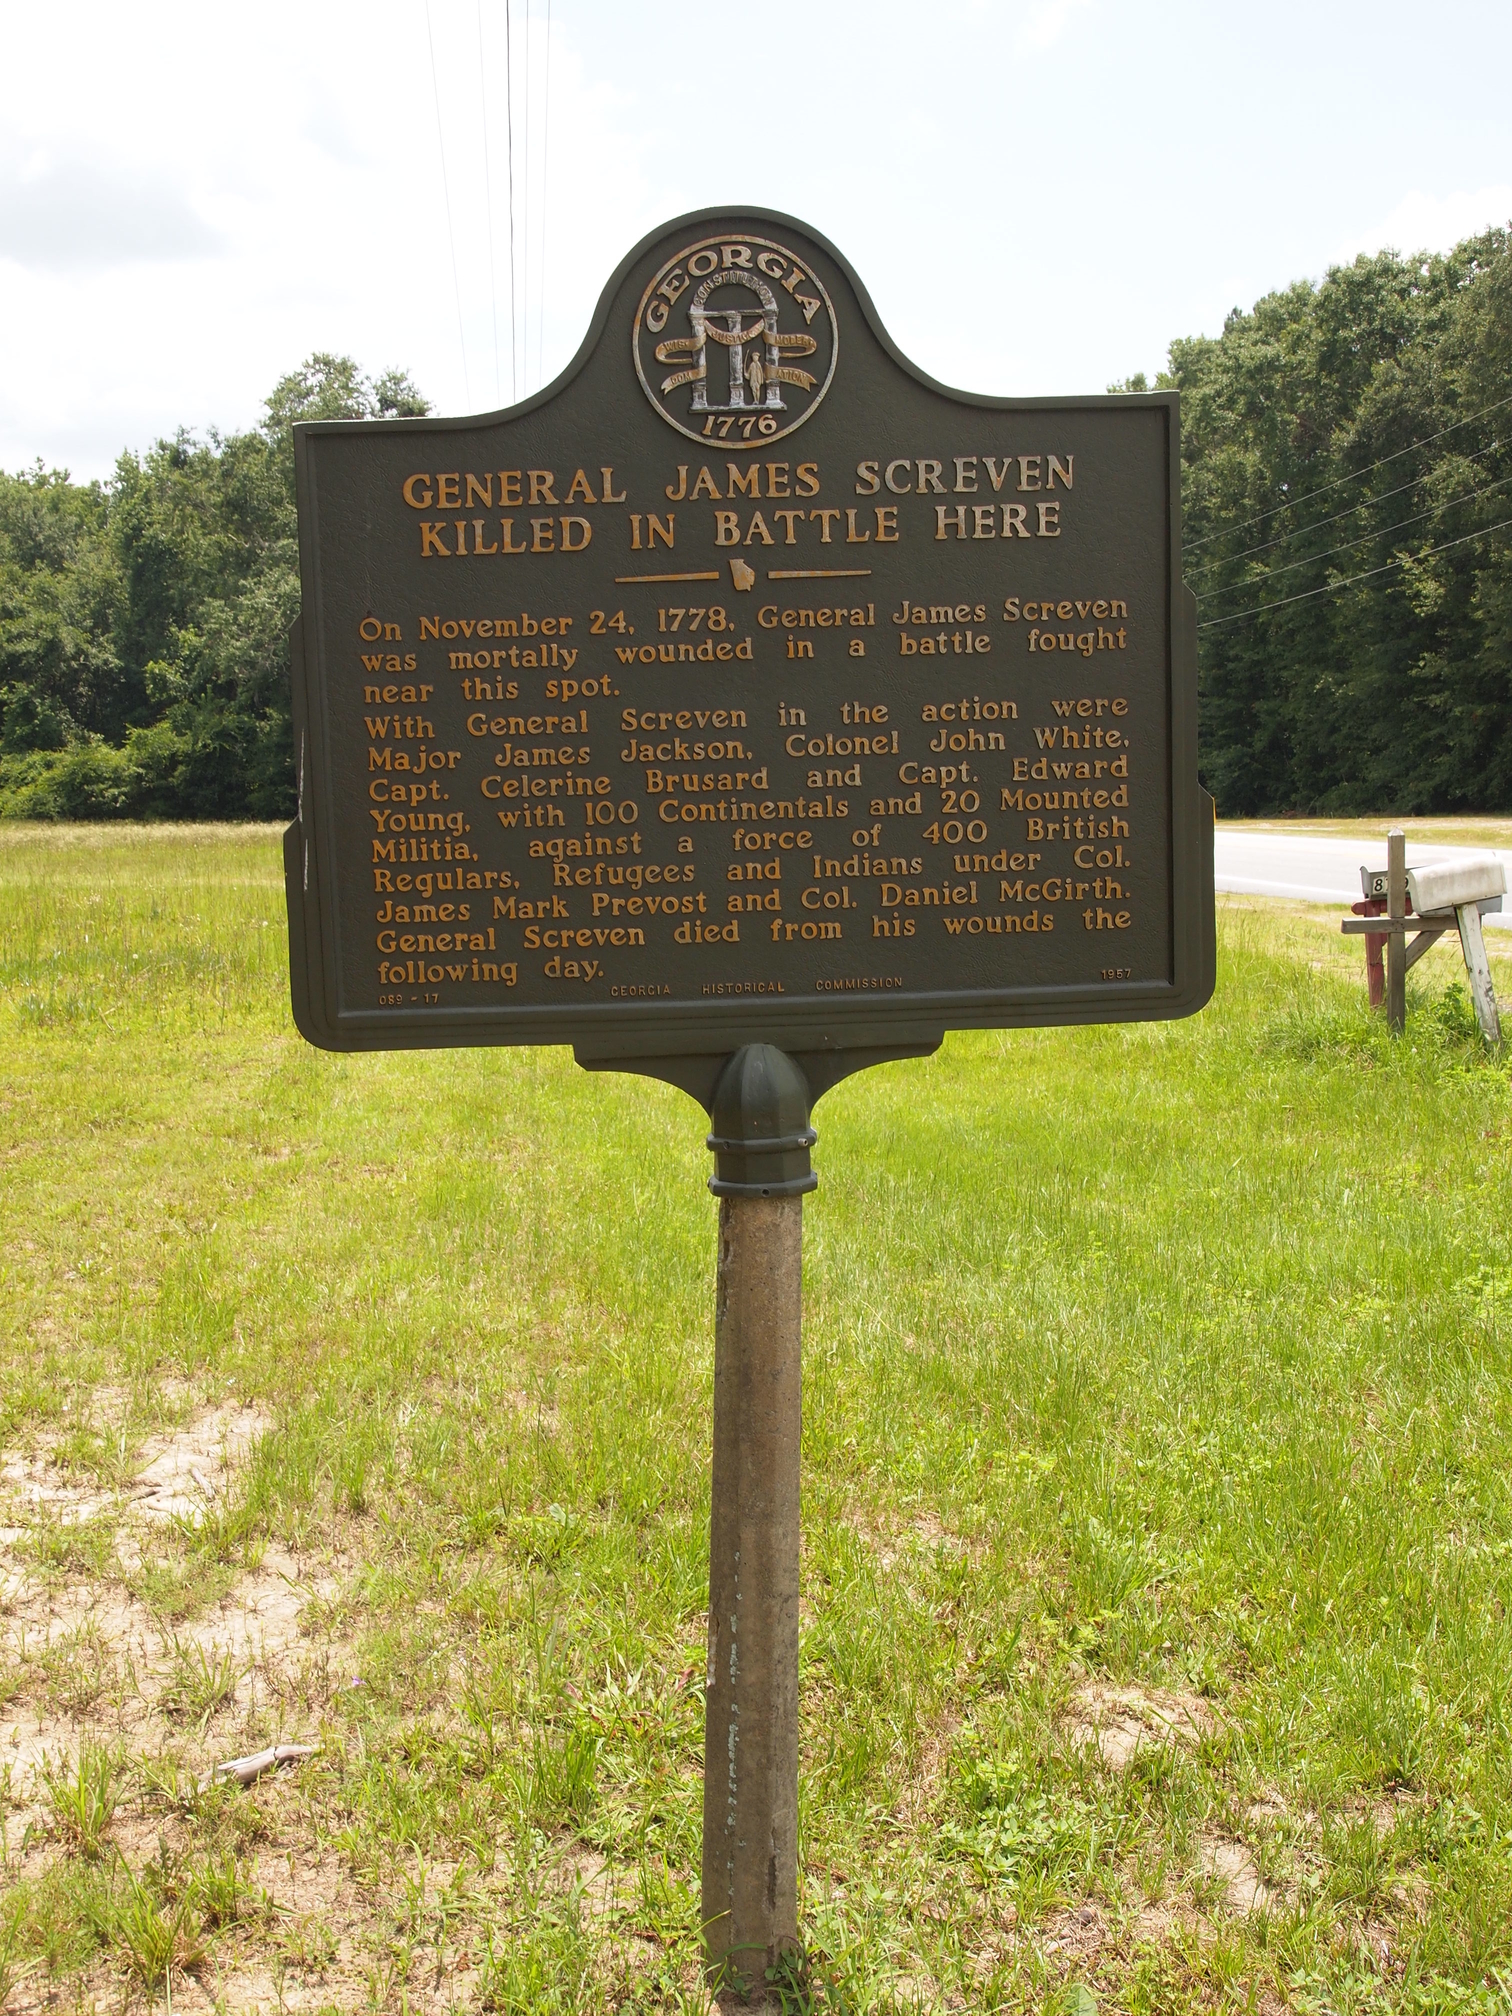 GEORGIA
CONSTITUTION
WISDOM JUSTICE MODERATION
1776
GENERAL JAMES SCREVEN
KILLED IN BATTLE HERE
On November 24, 1778, General James Screven
was mortally wounded in a battle fought
near this spot.
With General Screven in the action were
Major James Jackson, Colonel John White,
Capt. Celerine Brusard and Capt. Edward
Young, with 100 Continentals and 20 Mounted
Militia, against a force of 400 British
Regulars, Refugees and Indians under Col.
James Mark Prevost and Col. Daniel McGirth.
General Screven died from his wounds the
following day.
089 - 17 GEORGIA HISTORICAL COMMISSION 1957